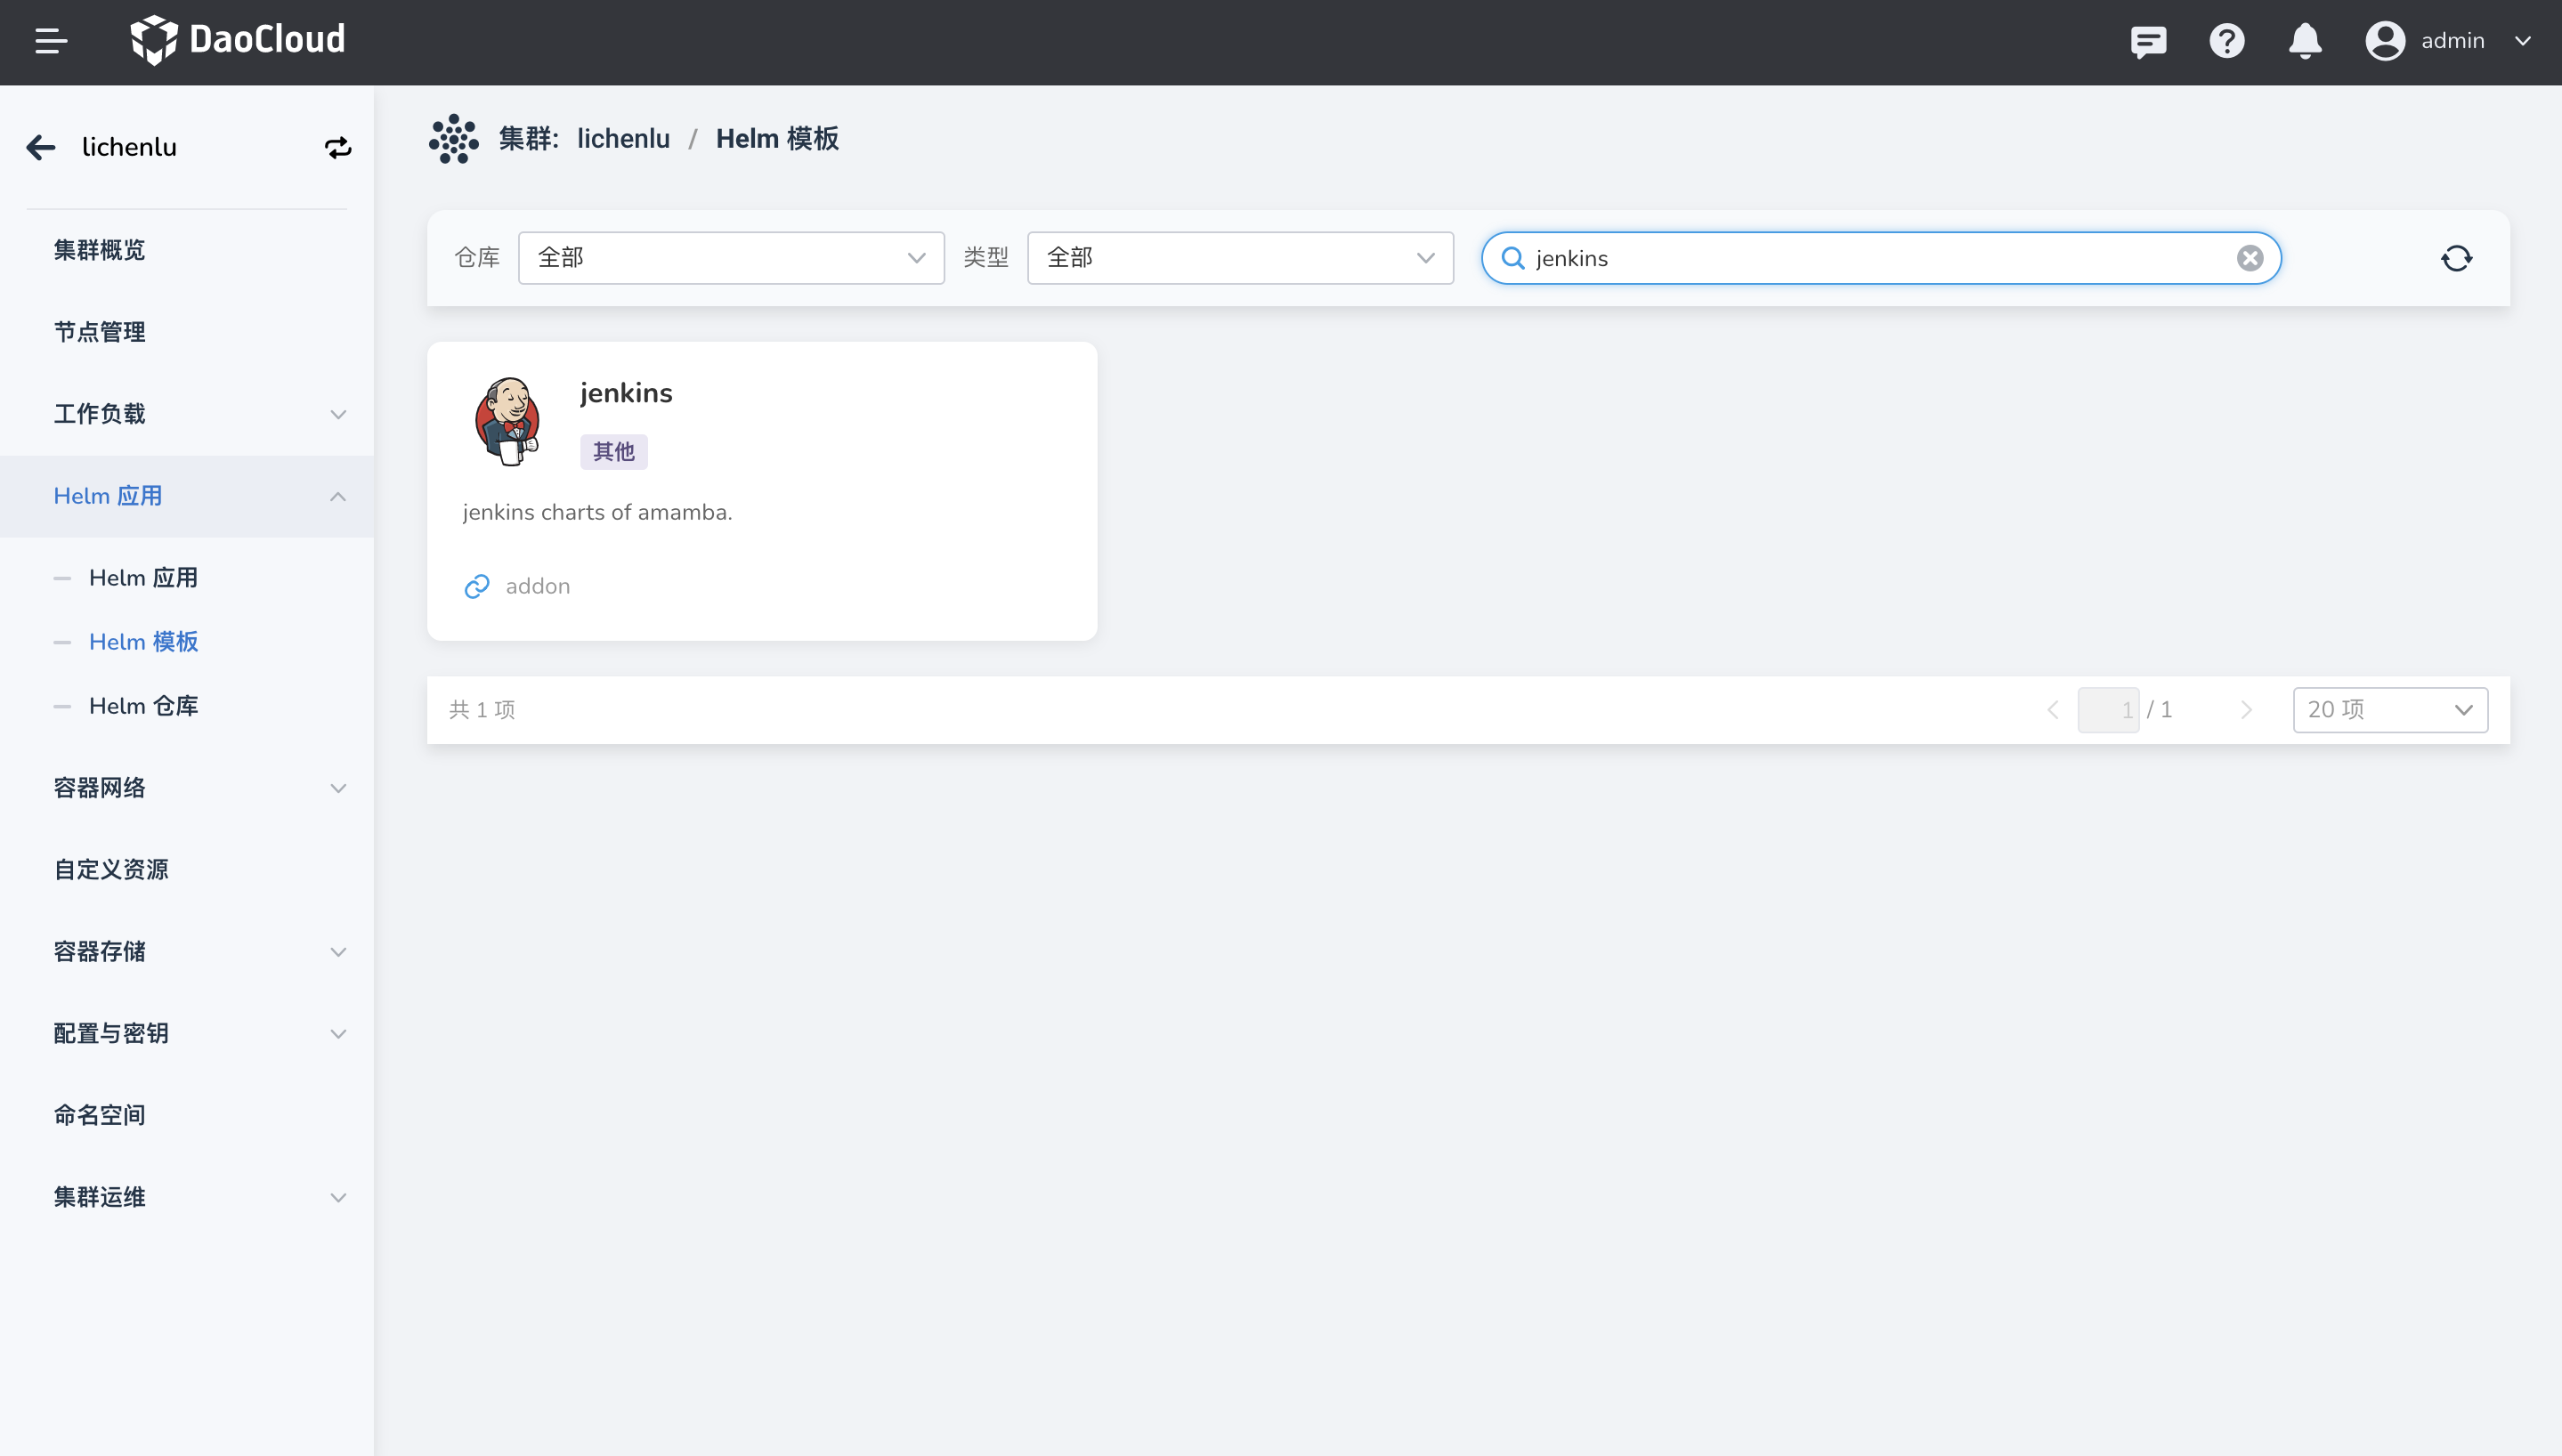 DaoCloud
admin
lichenlu
集群概览
节点管理
工作负载
Helm 应用
Helm 应用
Helm 模板
Helm 仓库
容器网络
自定义资源
容器存储
配置与密钥
命名空间
集群运维
集群: lichenlu / Helm 模板
仓库 全部 类型 全部 jenkins
jenkins
其他
jenkins charts of amamba.
addon
共 1 项
1 / 1
20 项